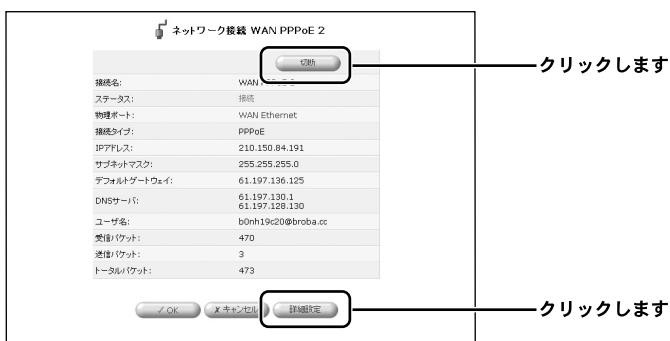 ネットワーク接続 WAN PPPoE 2
切断
クリックします
接続名: WAN
ステータス: 接続
物理ポート: WAN Ethernet
接続タイプ: PPPoE
IPアドレス: 210.150.84.191
サブネットマスク: 255.255.255.0
デフォルトゲートウェイ: 61.197.136.125
DNSサーバ: 61.197.130.1
61.197.128.130
ユーザ名: b0nh19c20@broba.cc
受信パケット: 470
送信パケット: 3
トータルパケット: 473
✓ OK
✗ キャンセル
詳細設定
クリックします